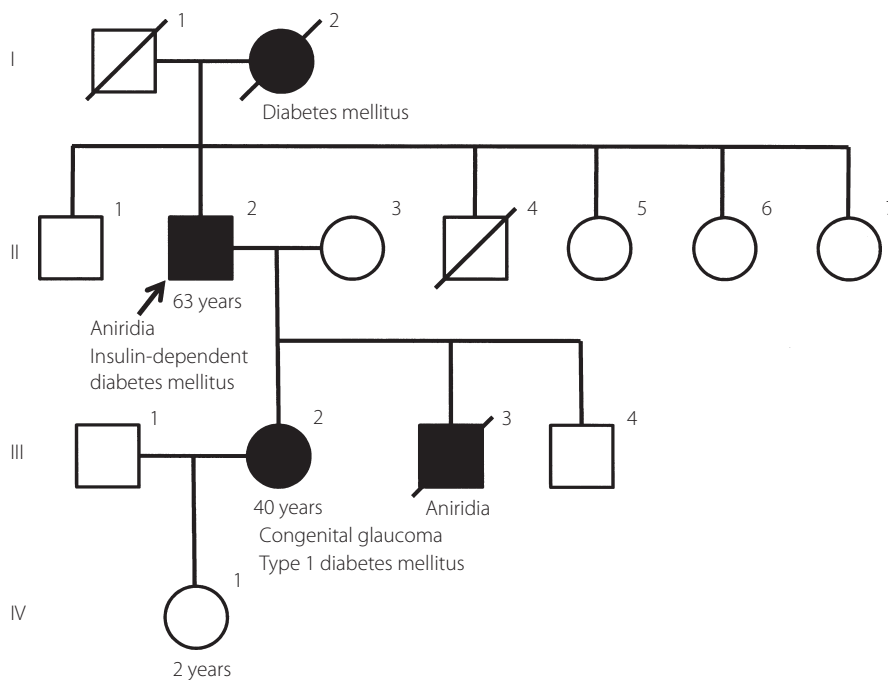 I
1
2
Diabetes mellitus
II
1
2
3
4
5
6
7
63 years
Aniridia
Insulin-dependent
diabetes mellitus
III
1
2
3
4
40 years
Aniridia
Congenital glaucoma
Type 1 diabetes mellitus
IV
1
2 years